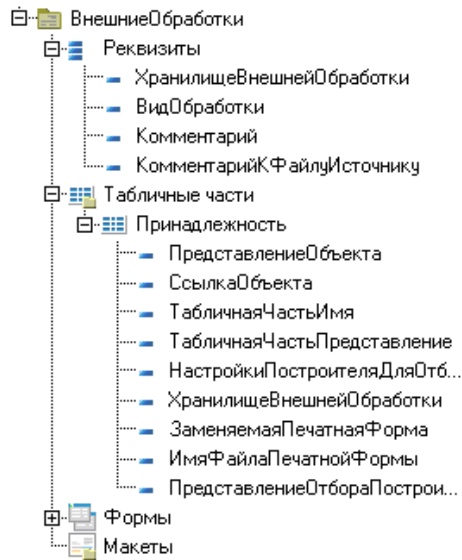 ВнешниеОбработки
Реквизиты
ХранилищеВнешнейОбработки
ВидОбработки
Комментарий
КомментарийКФайлуИсточнику
Табличные части
Принадлежность
ПредставлениеОбъекта
СсылкаОбъекта
ТабличнаяЧастьИмя
ТабличнаяЧастьПредставление
НастройкиПостроителяДляОтб...
ХранилищеВнешнейОбработки
ЗаменяемаяПечатнаяФорма
ИмяФайлаПечатнойФормы
ПредставлениеОтбораПострои...
Формы
Макеты